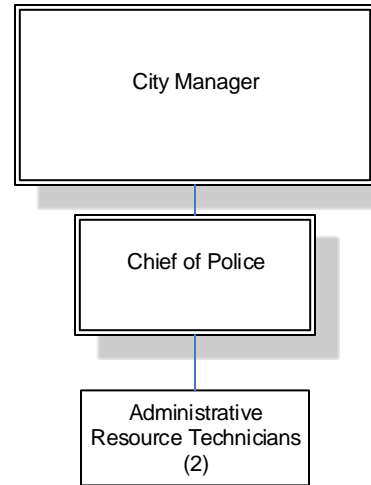 City Manager
Chief of Police
Administrative
Resource Technicians
(2)